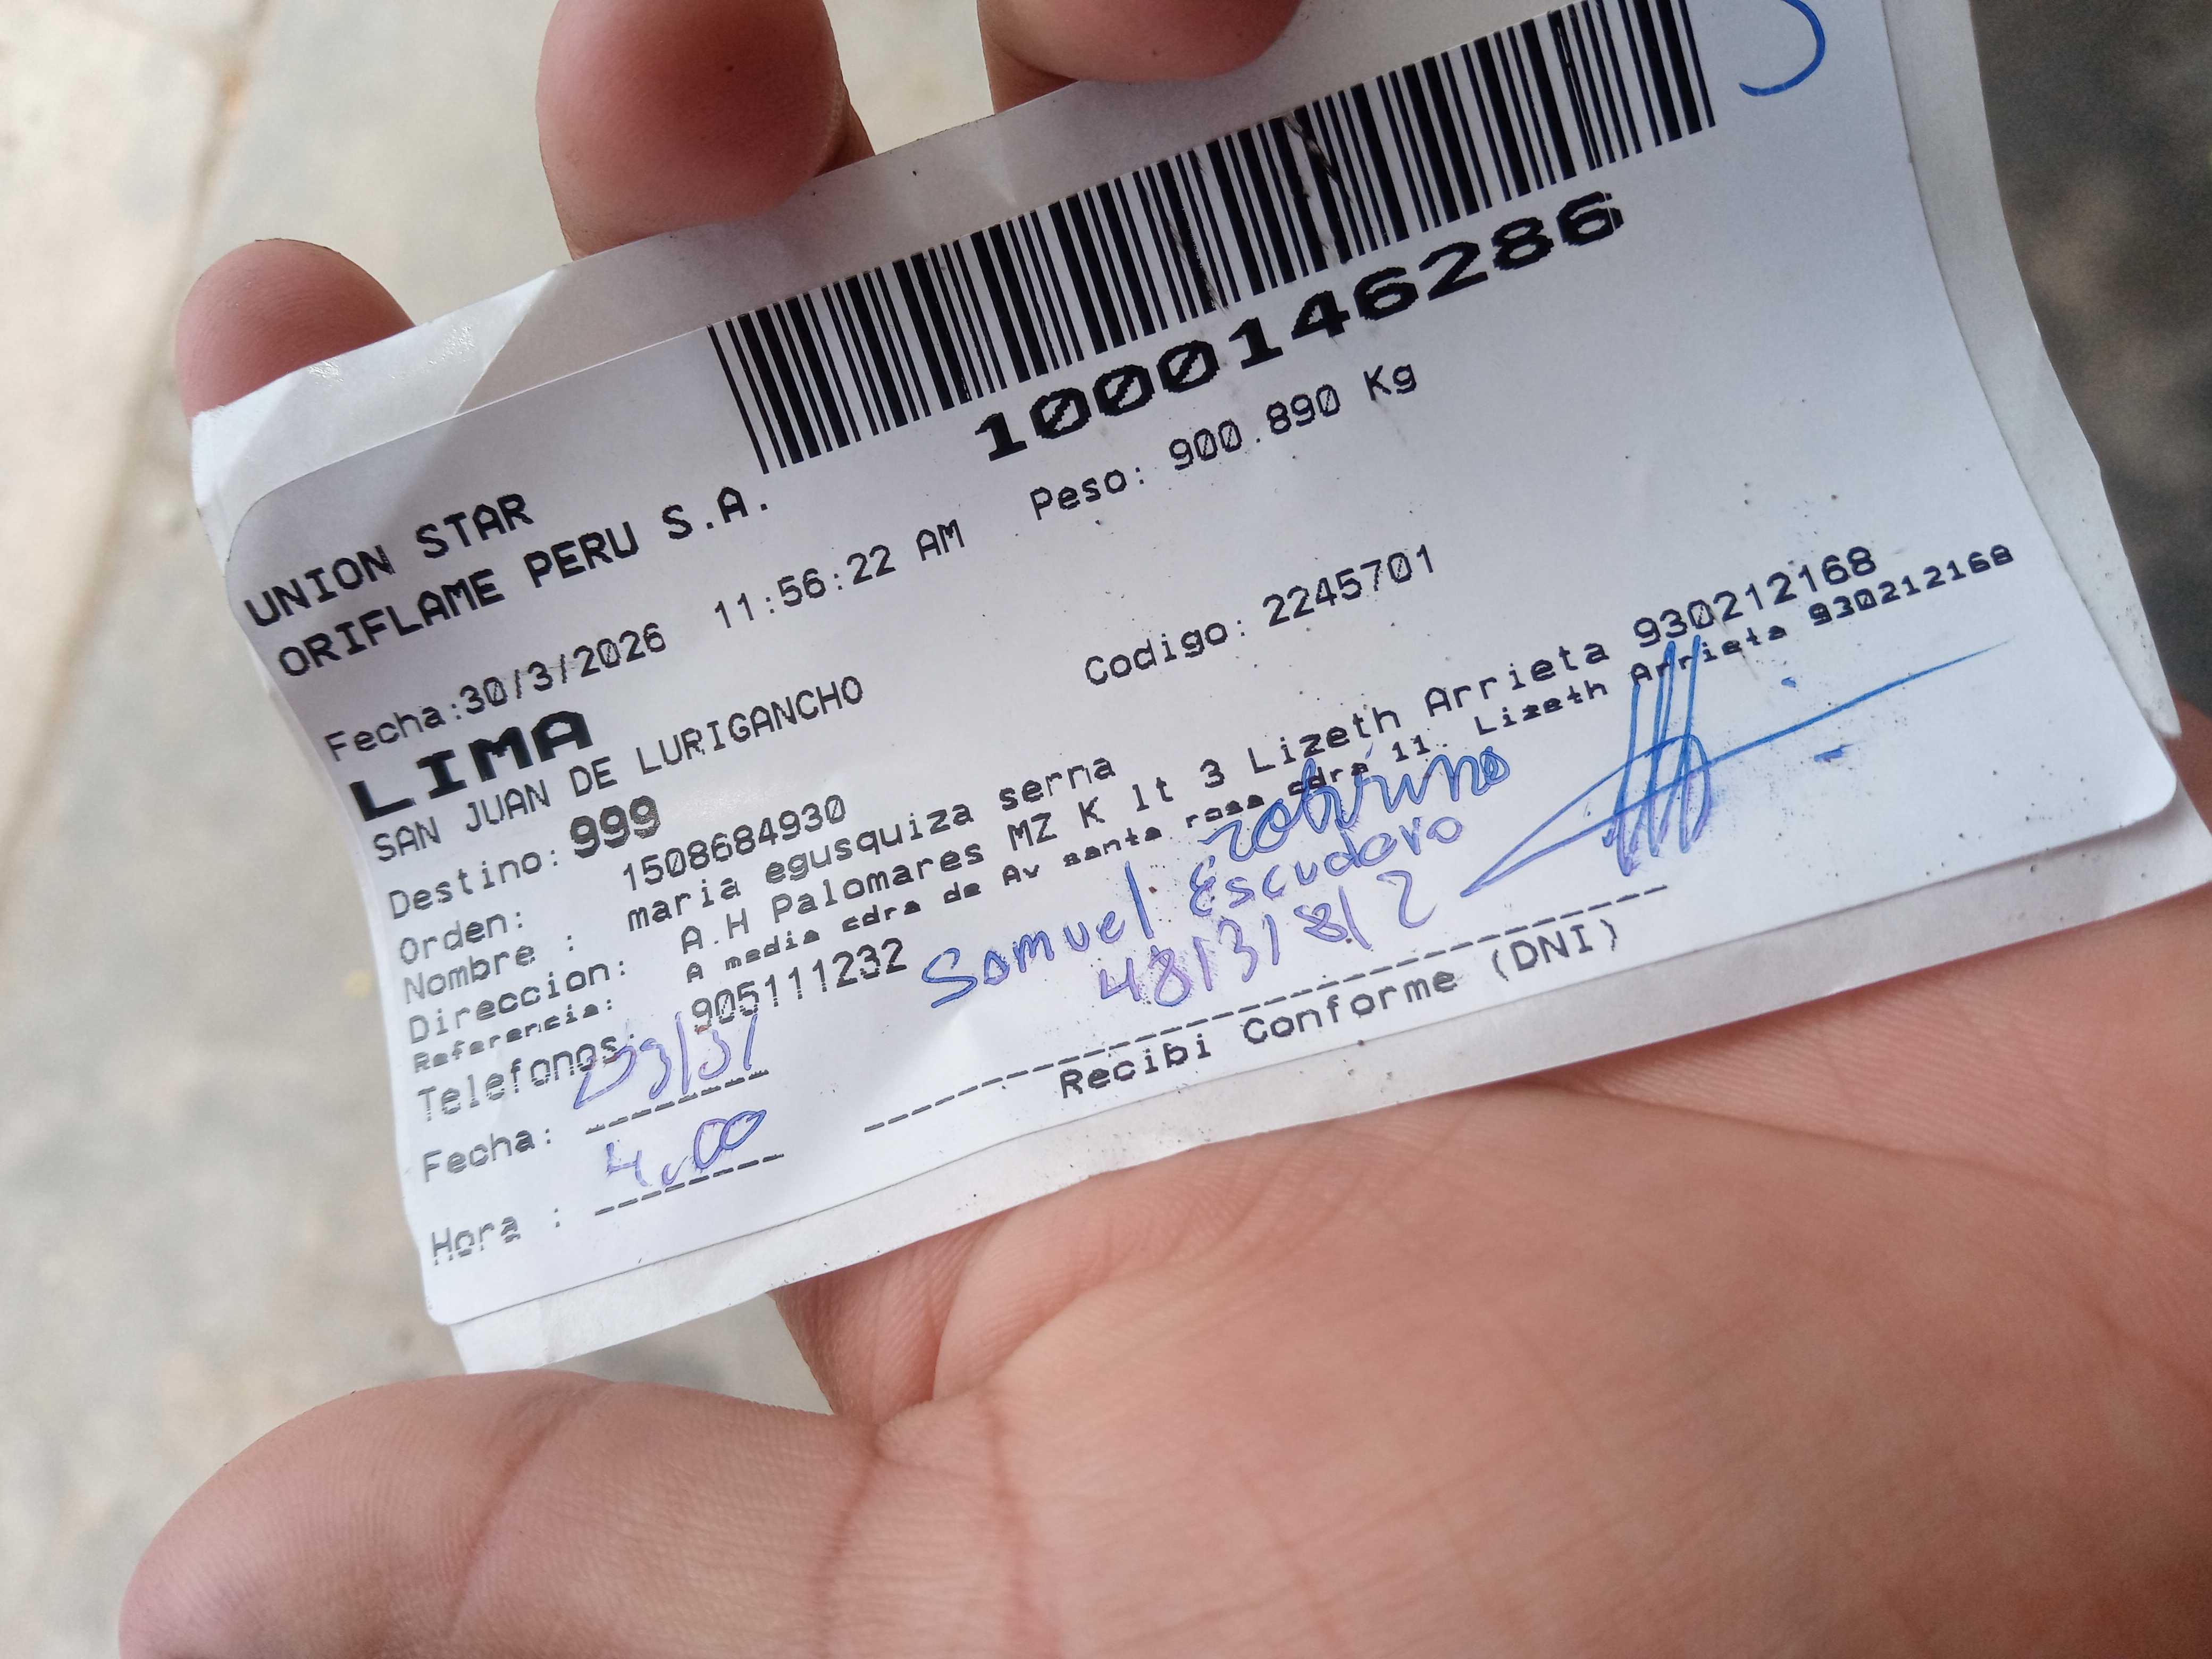 1000146286
UNION STAR
ORIFLAME PERU S.A.
Fecha:30/3/2026 11:56:22 AM Peso: 900.890 Kg
LIMA
SAN JUAN DE LURIGANCHO Codigo: 2245701
Destino: 999
Orden: 1508684930
Nombre : maria egusquiza serna
Direccion: A.H Palomares MZ K lt 3 Lizeth Arrieta 930212168
Referencia: A media cdra de Av santa rosa cdra 11. Lizeth Arrieta 930212168
Telefonos: 905111232
sobrino
Samuel Escudero
Fecha:
Recibi Conforme (DNI)
Hora : 4.00